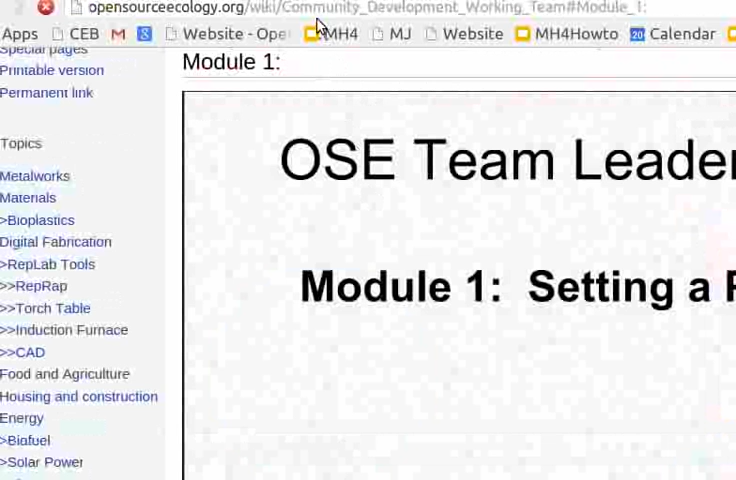 opensourceecology.org/wiki/Community_Development_Working_Team#Module_1:
Apps CEB Website - Ope MH4 MJ Website MH4Howto 20 Calendar
Special pages
Printable version
Permanent link
Topics
Metalworks
Materials
>Bioplastics
Digital Fabrication
>RepLab Tools
>>RepRap
>>Torch Table
>>Induction Furnace
>>CAD
Food and Agriculture
Housing and construction
Energy
>Biofuel
>Solar Power
Module 1:
OSE Team Leader
Module 1: Setting a